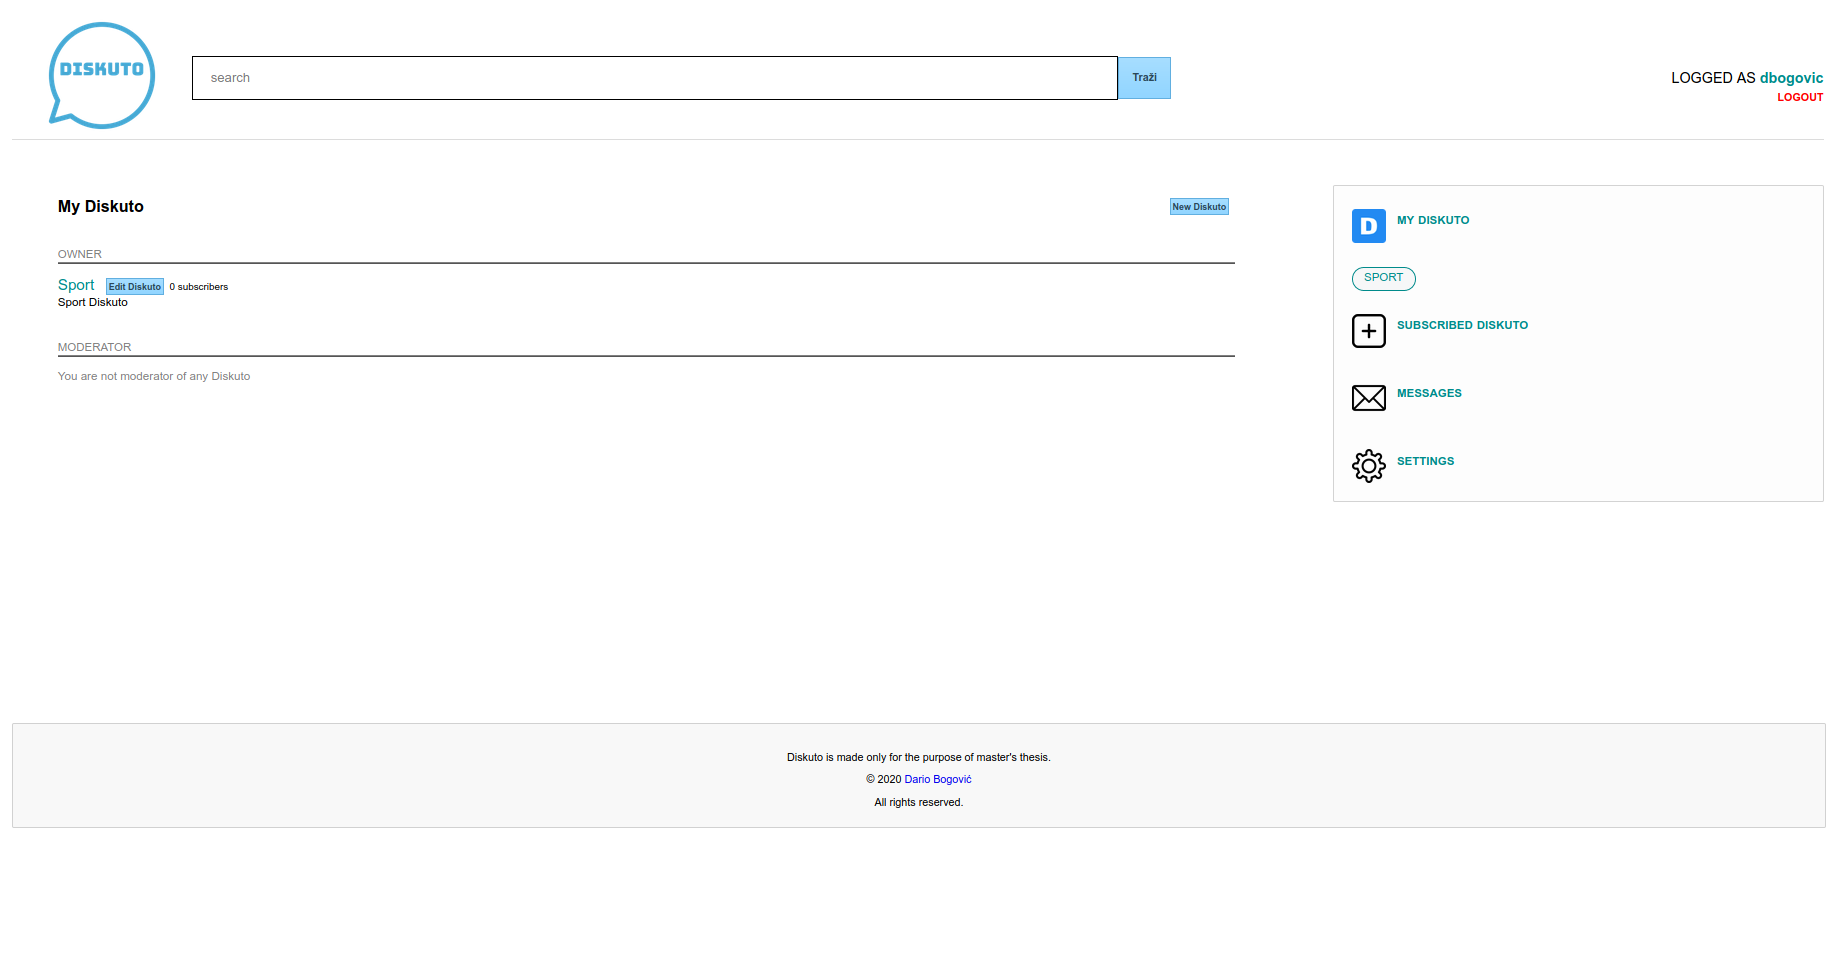 DISKUTO
search
Traži
LOGGED AS dbogovic
LOGOUT
My Diskuto
New Diskuto
OWNER
Sport Edit Diskuto 0 subscribers
Sport Diskuto
MODERATOR
You are not moderator of any Diskuto
D MY DISKUTO
SPORT
SUBSCRIBED DISKUTO
MESSAGES
SETTINGS
Diskuto is made only for the purpose of master's thesis.
© 2020 Dario Bogović
All rights reserved.